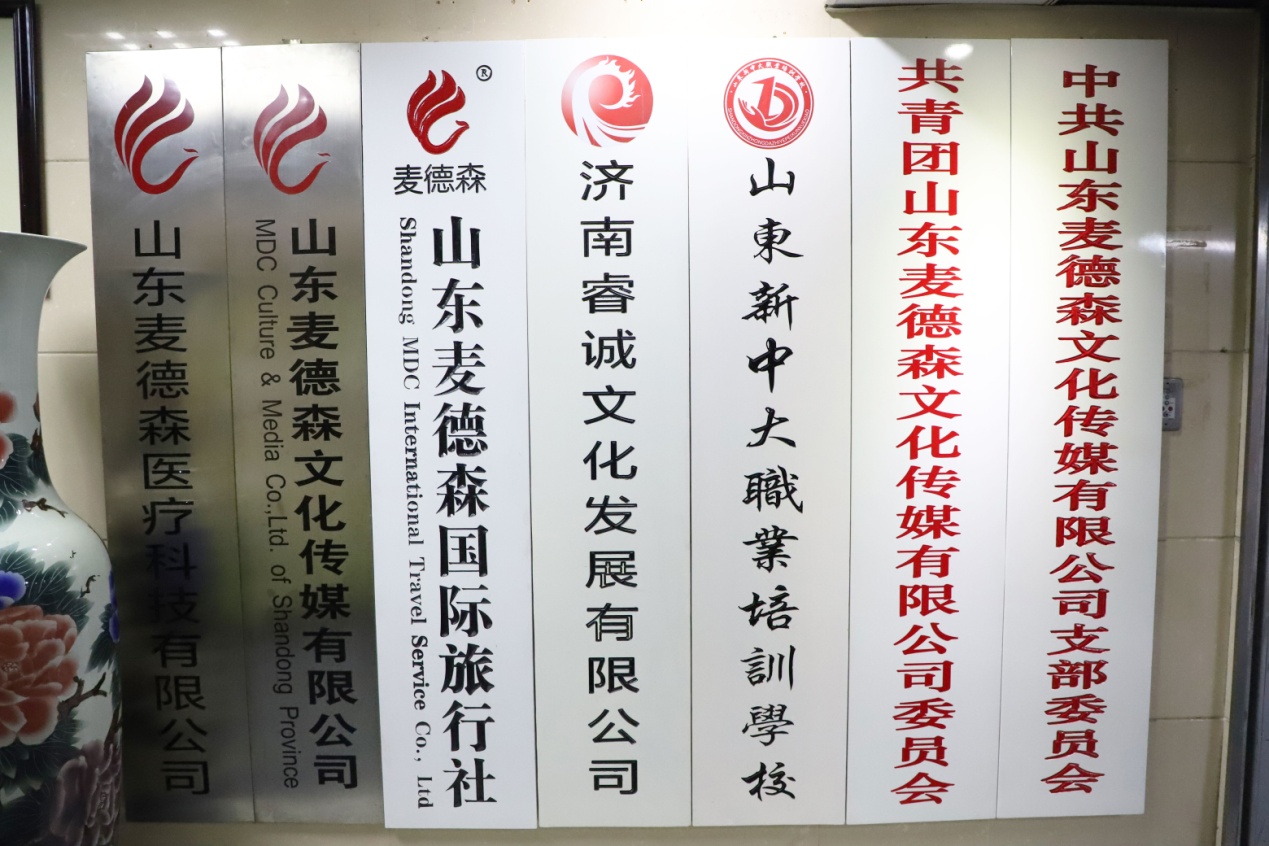 山东麦德森医疗科技有限公司
山东麦德森文化传媒有限公司
MDC Culture & Media Co.,Ltd. of Shandong Province
®
麦德森
山东麦德森国际旅行社
Shandong MDC International Travel Service Co., Ltd
济南睿诚文化发展有限公司
山東新中大職業培訓學校
共青团山东麦德森文化传媒有限公司委员会
中共山东麦德森文化传媒有限公司支部委员会